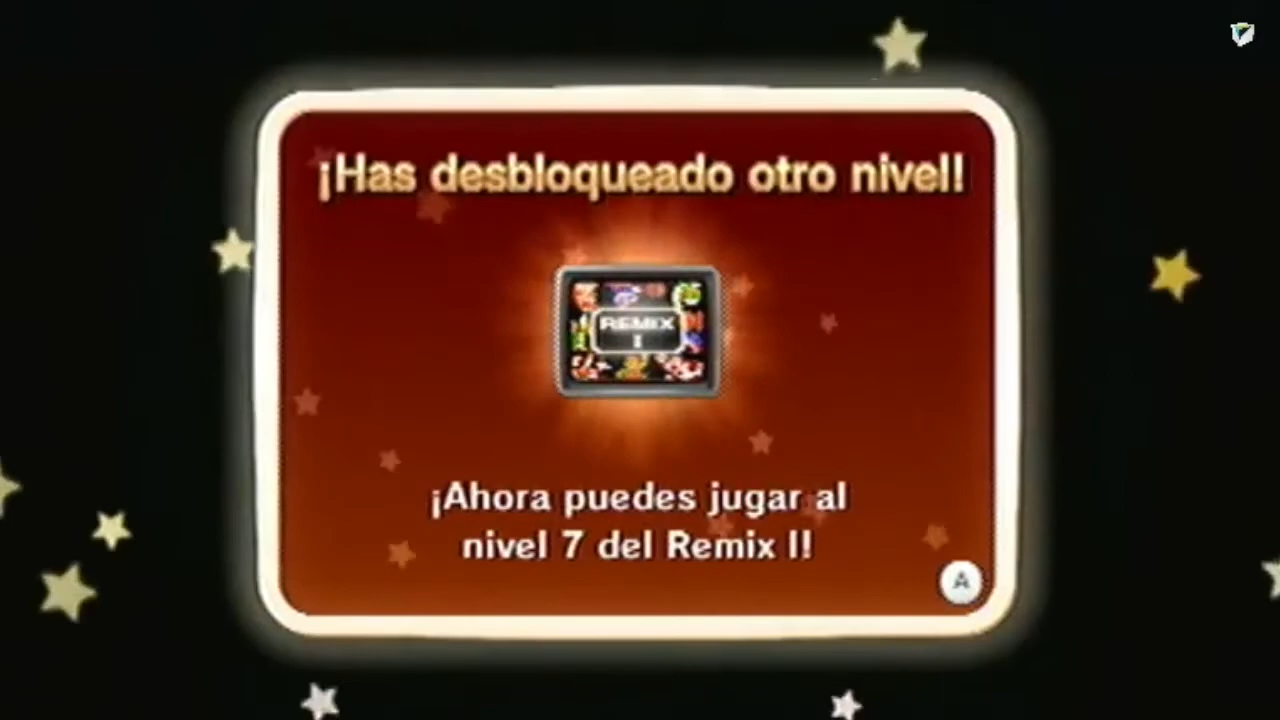 ¡Has desbloqueado otro nivel!
REMIX
I
¡Ahora puedes jugar al
nivel 7 del Remix I!
A